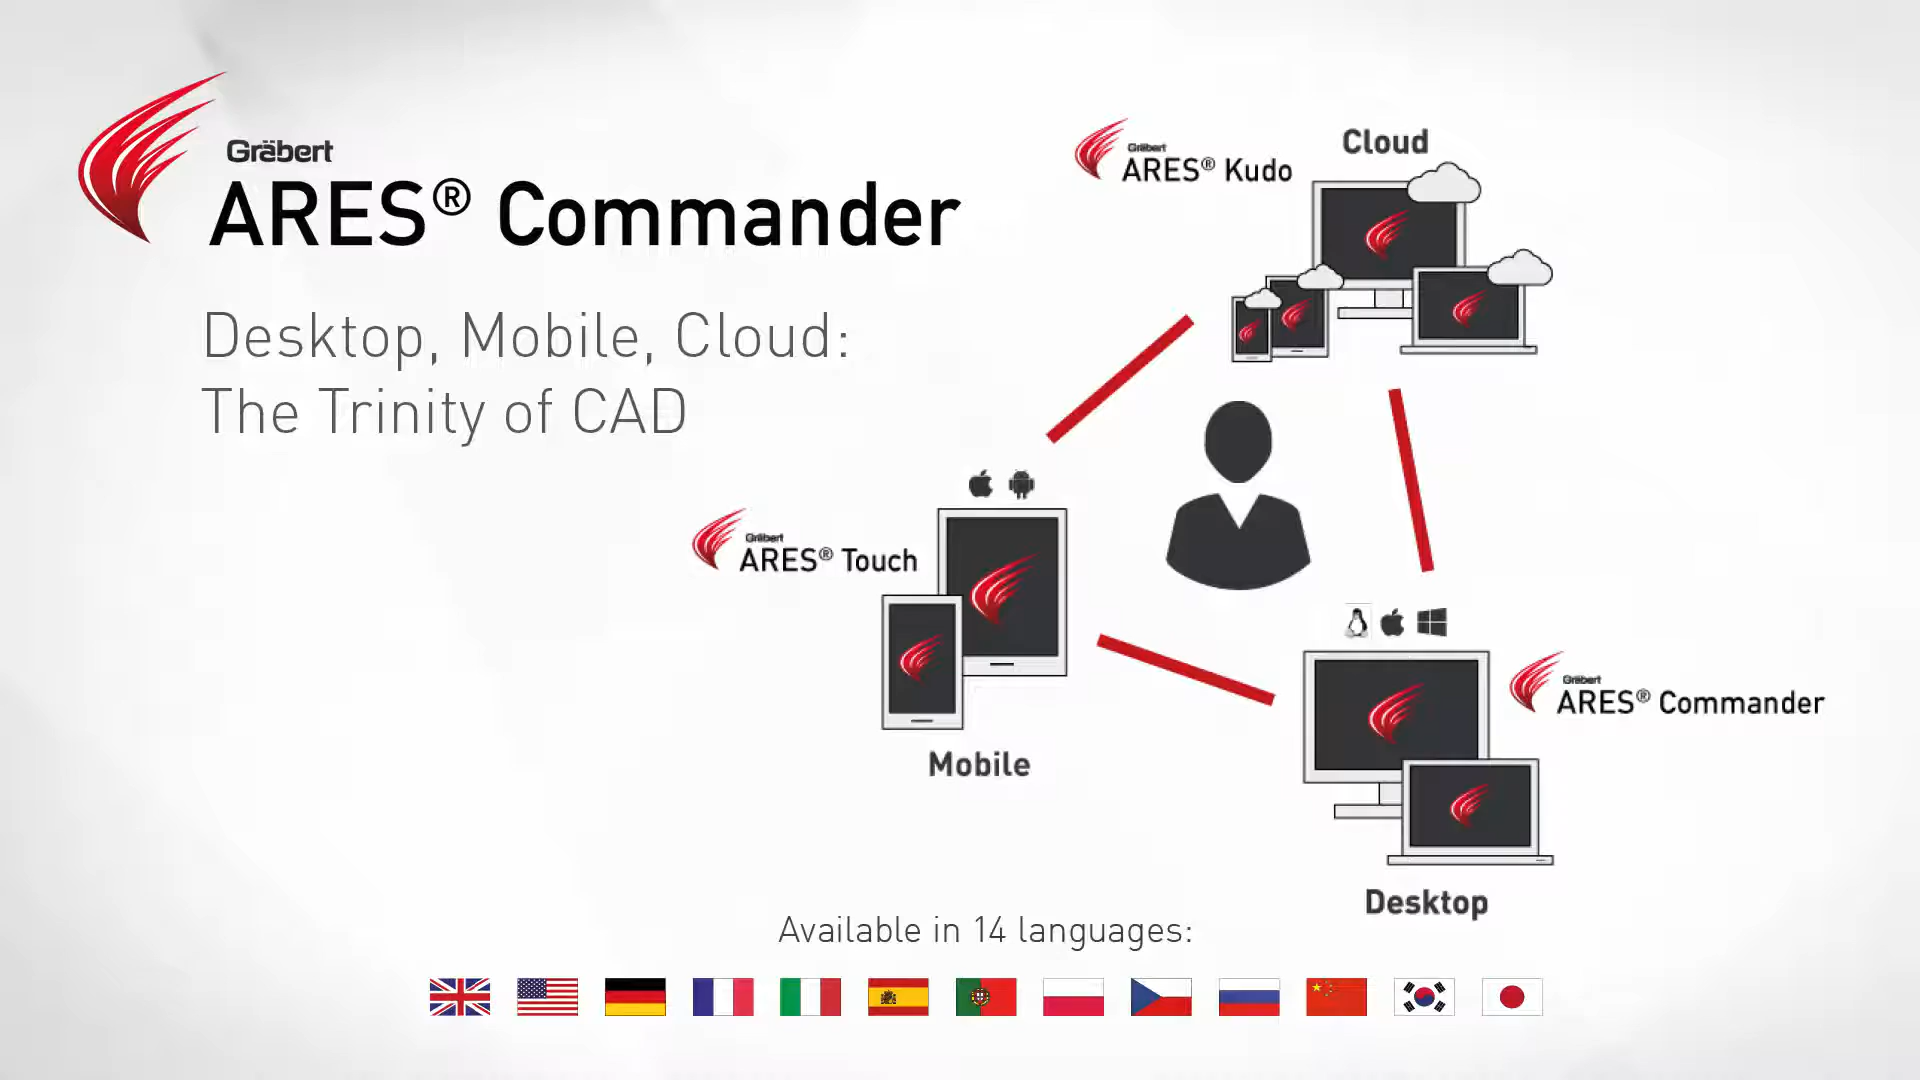 Gräbert
ARES® Commander
Desktop, Mobile, Cloud:
The Trinity of CAD
Cloud
Gräbert
ARES® Kudo
Gräbert
ARES® Touch
Mobile
Gräbert
ARES® Commander
Desktop
Available in 14 languages: